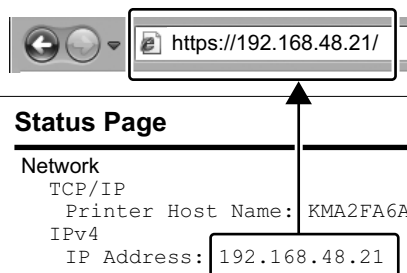 https://192.168.48.21/
Status Page
Network
TCP/IP
Printer Host Name: KMA2FA6A
IPv4
IP Address: 192.168.48.21